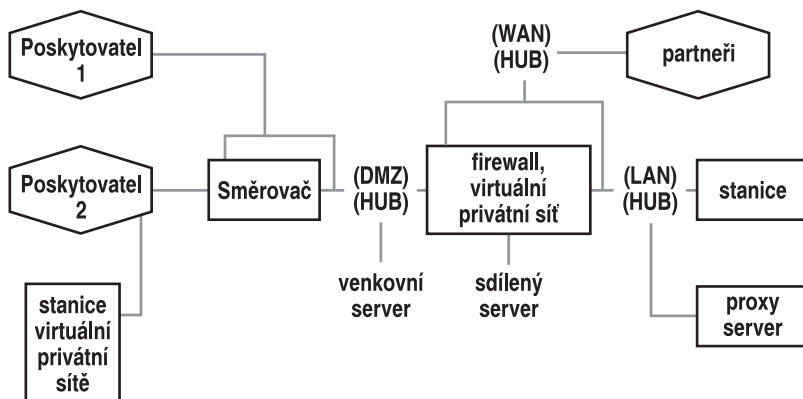 Poskytovatel
1
(WAN)
(HUB)
partneři
Poskytovatel
2
Směrovač
(DMZ)
(HUB)
firewall,
virtuální
privátní síť
(LAN)
(HUB)
stanice
venkovní
server
sdílený
server
stanice
virtuální
privátní
sítě
proxy
server